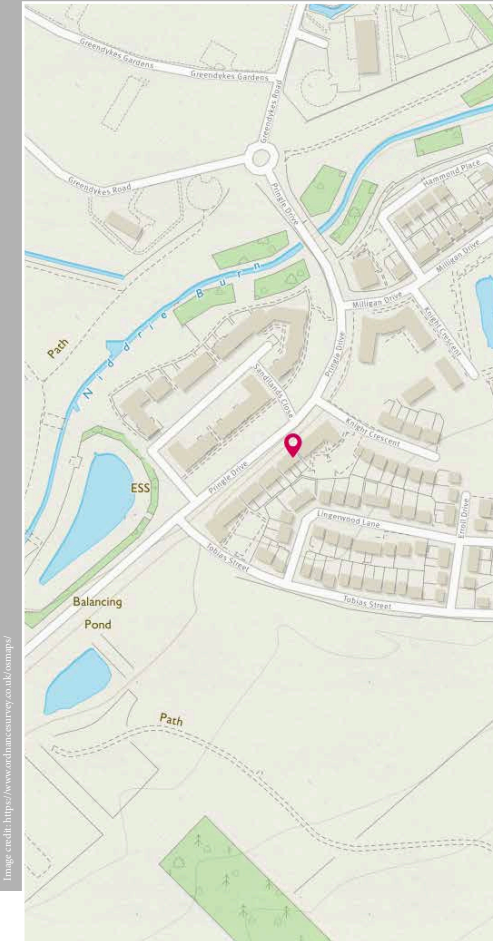 Greendykes Gardens
Greendykes Gardens
Greendykes Road
Greendykes Road
Pringle Drive
Hammond Place
Milligan Drive
Niddrie Burn
Milligan Drive
Knight Crescent
Path
Pringle Drive
Sandilands Close
Knight Crescent
Pringle Drive
ESS
Lingerwood Lane
Erroll Drive
Tobias Street
Balancing
Pond
Tobias Street
Path
Image credit: https://www.ordnancesurvey.co.uk/osmaps/